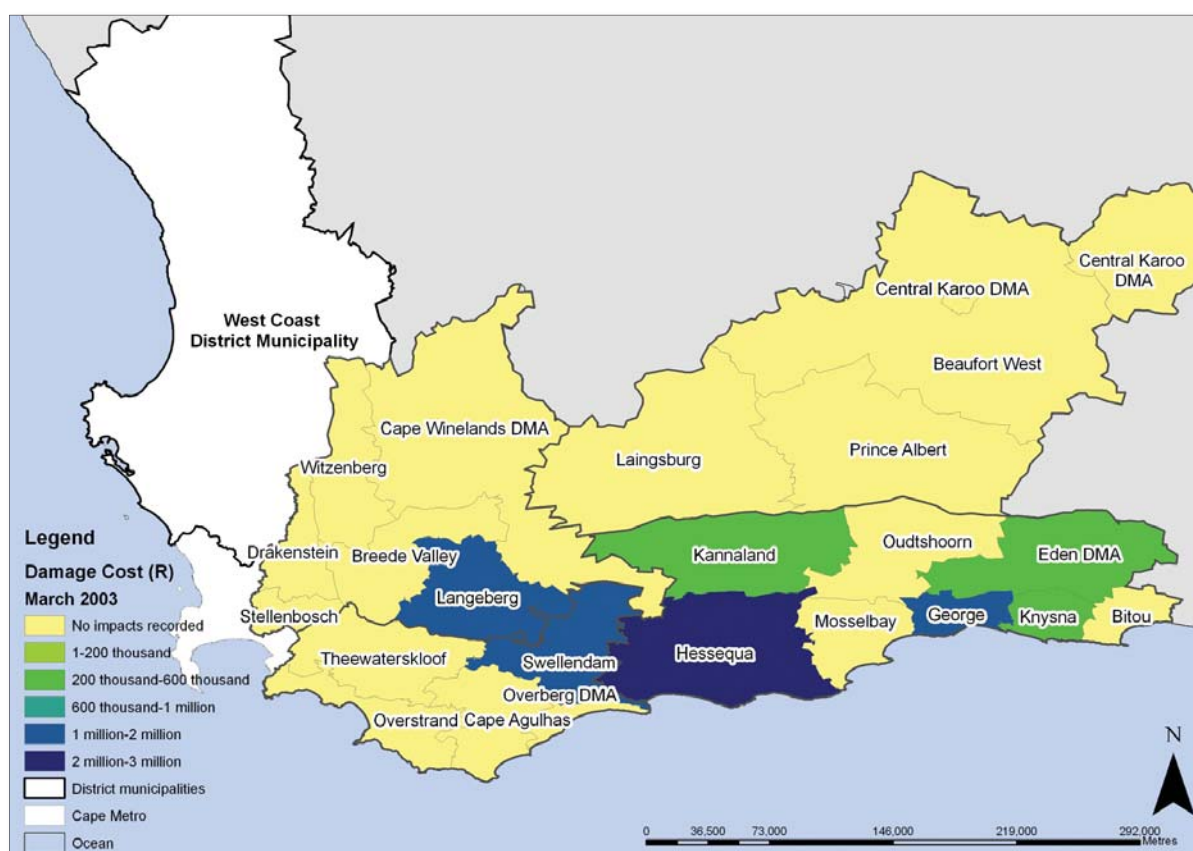 West Coast
District Municipality
Central Karoo
DMA
Central Karoo DMA
Beaufort West
Cape Winelands DMA
Laingsburg
Prince Albert
Witzenberg
Drakenstein
Breede Valley
Kannaland
Oudtshoorn
Eden DMA
Langeberg
Stellenbosch
Mosselbay
George
Knysna
Bitou
Theewaterskloof
Swellendam
Hessequa
Overberg DMA
Overstrand
Cape Agulhas
Legend
Damage Cost (R)
March 2003
No impacts recorded
1-200 thousand
200 thousand-600 thousand
600 thousand-1 million
1 million-2 million
2 million-3 million
District municipalities
Cape Metro
Ocean
N
0 36,500 73,000 146,000 219,000 292,000
Metres